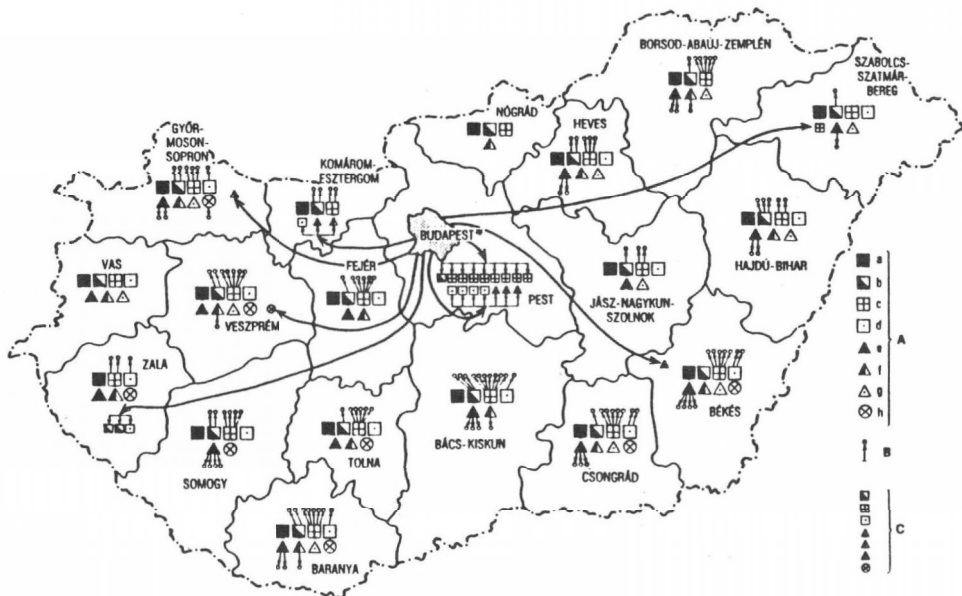 BORSOD-ABAÚJ-ZEMPLÉN
SZABOLCS-
SZATMÁR-
BEREG
NÓGRÁD
HEVES
GYŐR-
MOSON-
SOPRON
KOMÁROM-
ESZTERGOM
BUDAPEST*
HAJDÚ-BIHAR
VAS
FEJÉR
PEST
JÁSZ-NAGYKUN-
SZOLNOK
VESZPRÉM
ZALA
BÉKÉS
BÁCS-KISKUN
TOLNA
CSONGRÁD
SOMOGY
BARANYA
a
b
c
d
e
f
g
h
A
B
C